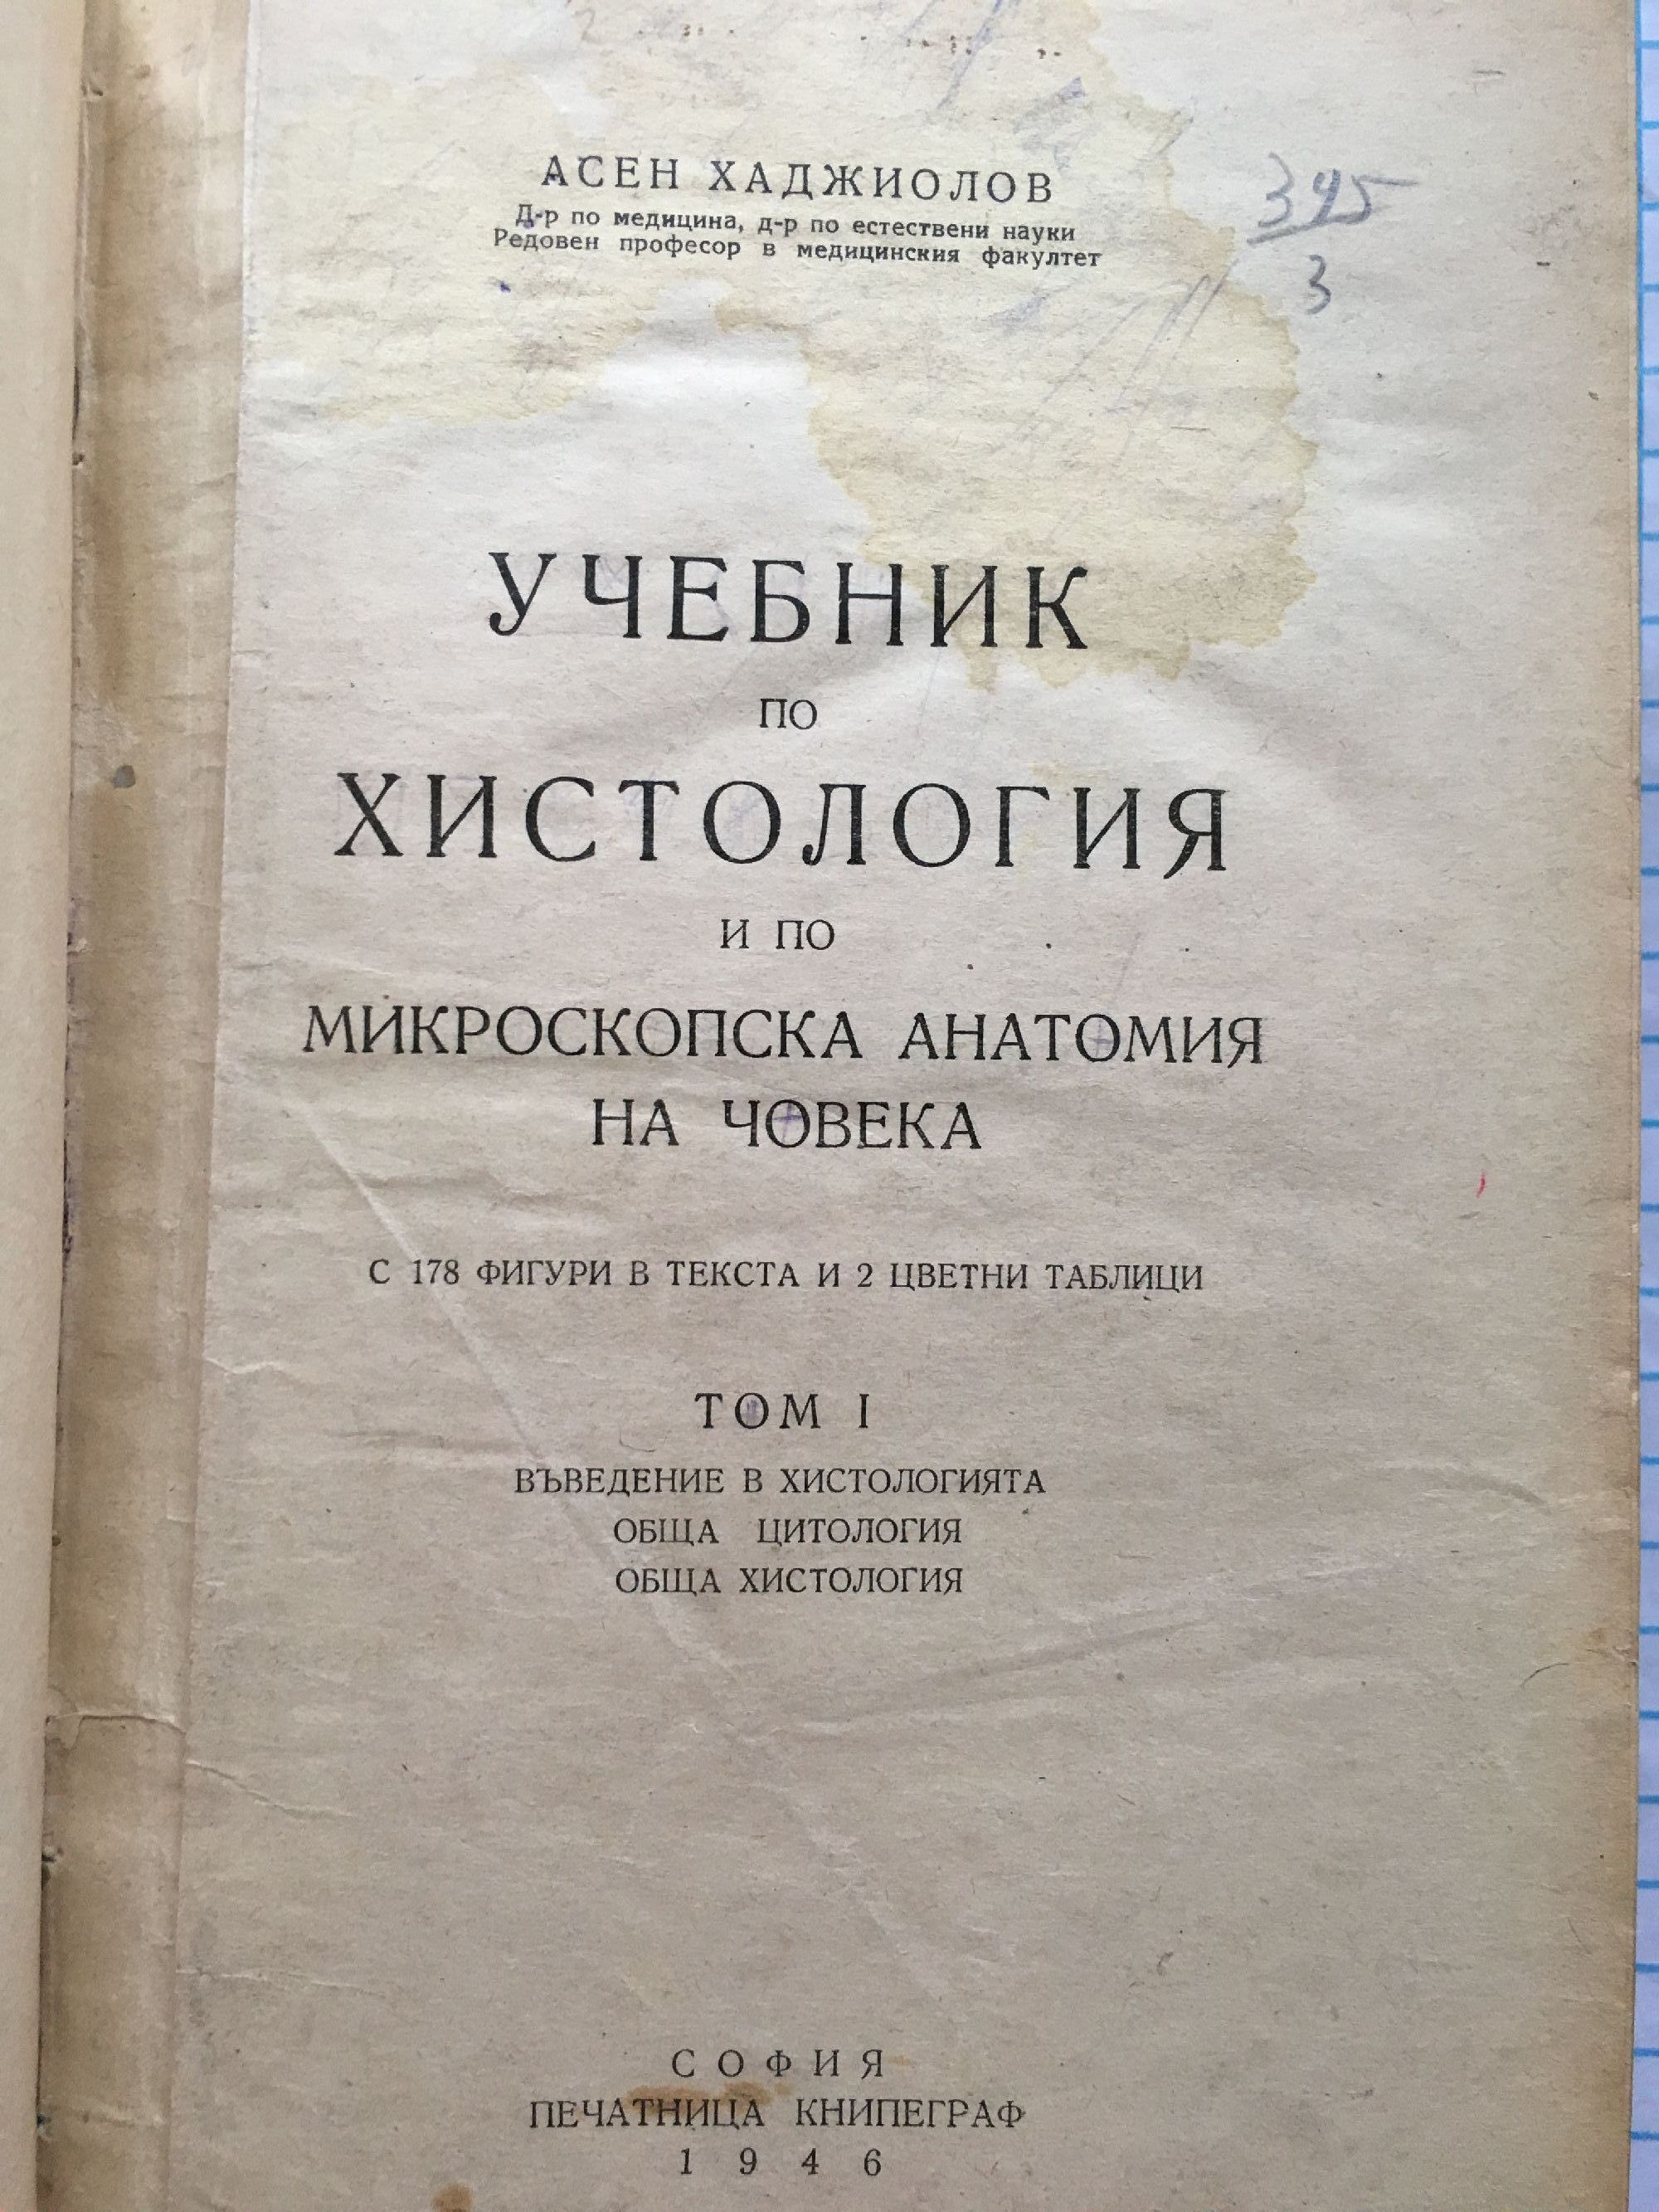 АСЕН ХАДЖИОЛОВ
Д-р по медицина, д-р по естествени науки
Редовен професор в медицинския факултет
395
3
УЧЕБНИК
ПО
ХИСТОЛОГИЯ
И ПО
МИКРОСКОПСКА АНАТОМИЯ
НА ЧОВЕКА
С 178 ФИГУРИ В ТЕКСТА И 2 ЦВЕТНИ ТАБЛИЦИ
ТОМ I
ВЪВЕДЕНИЕ В ХИСТОЛОГИЯТА
ОБЩА ЦИТОЛОГИЯ
ОБЩА ХИСТОЛОГИЯ
СОФИЯ
ПЕЧАТНИЦА КНИПЕГРАФ
1946